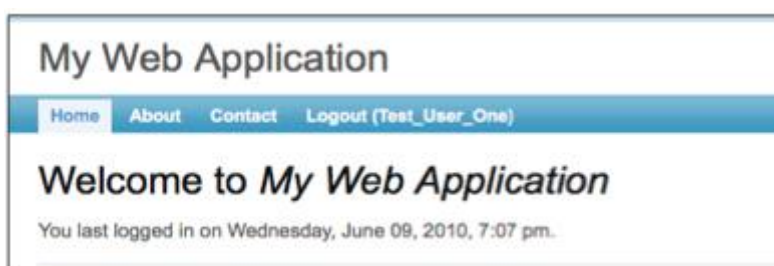 My Web Application
Home About Contact Logout (Test_User_One)
Welcome to My Web Application
You last logged in on Wednesday, June 09, 2010, 7:07 pm.